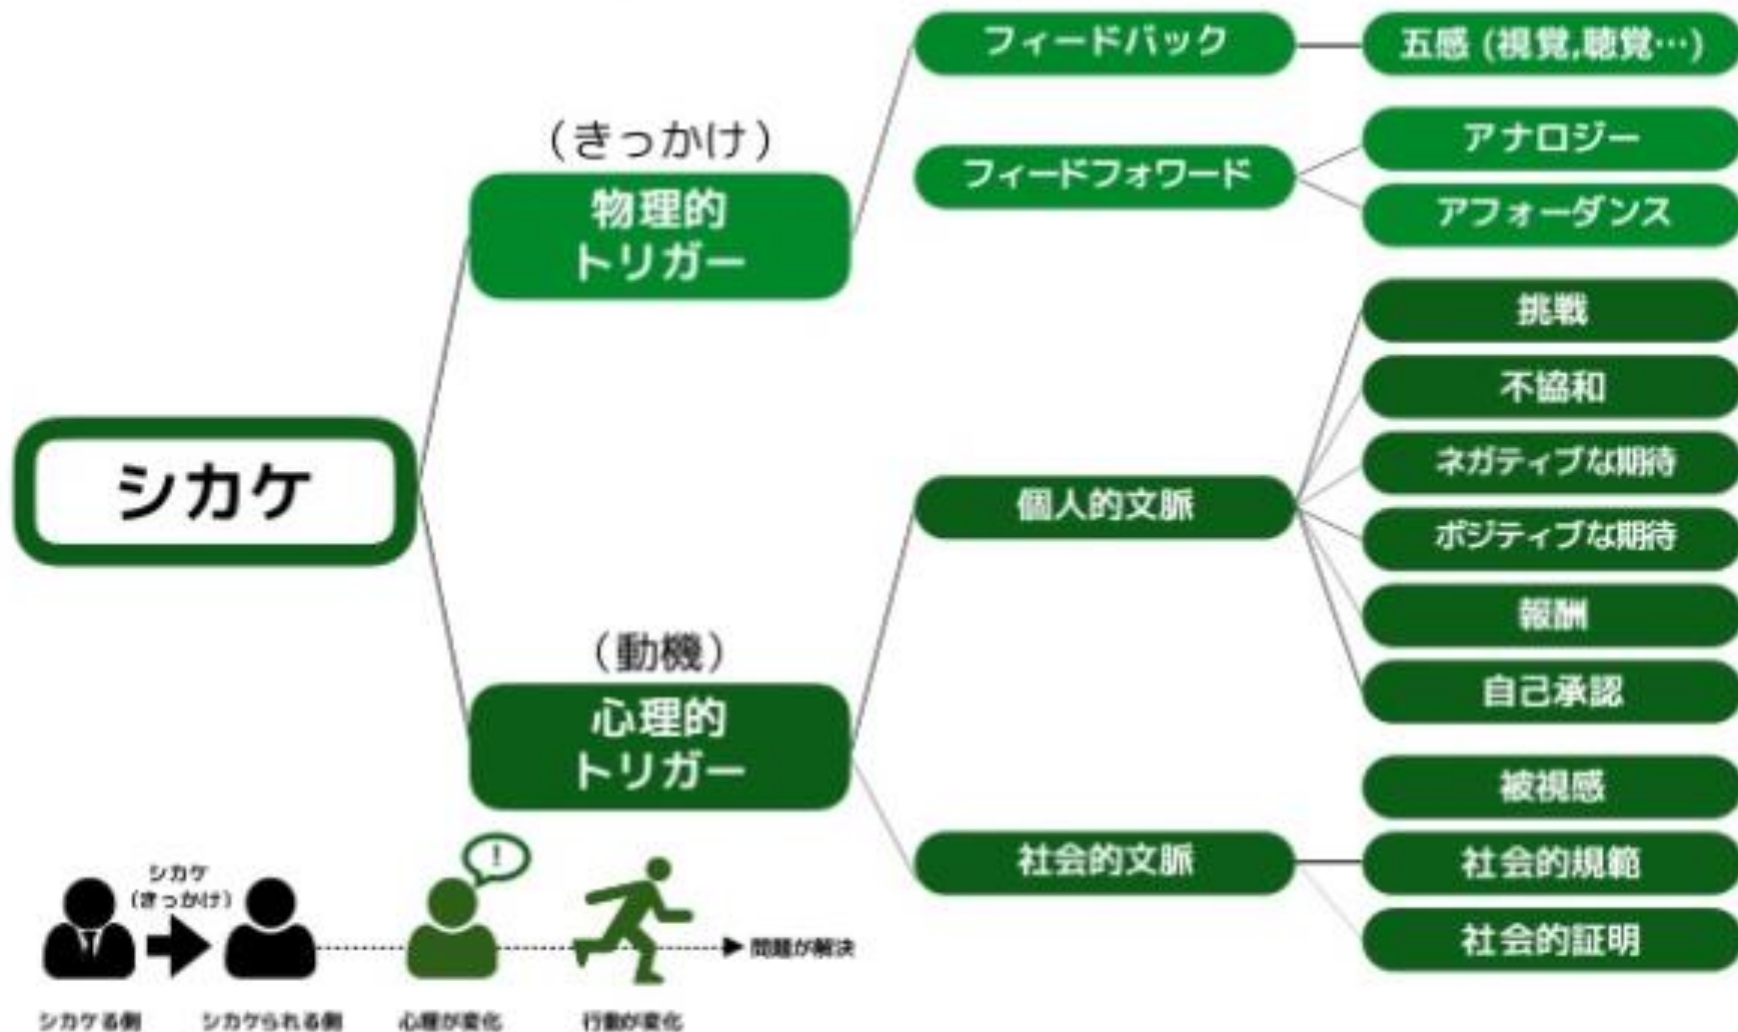 シカケ
（きっかけ）
物理的
トリガー
フィードバック
五感 (視覚,聴覚…)
フィードフォワード
アナロジー
アフォーダンス
（動機）
心理的
トリガー
個人的文脈
挑戦
不協和
ネガティブな期待
ポジティブな期待
報酬
自己承認
社会的文脈
被視感
社会的規範
社会的証明
シカケ
（きっかけ）
!
問題が解決
シカケる側
シカケられる側
心理が変化
行動が変化